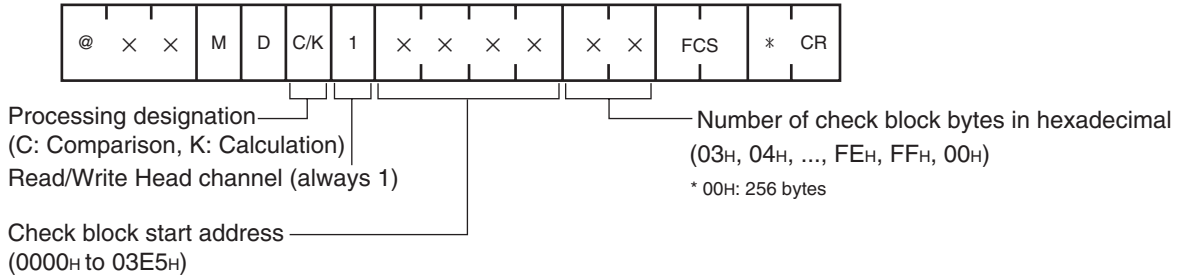 @ × × M D C/K 1 × × × × × × FCS * CR
Processing designation
(C: Comparison, K: Calculation)
Read/Write Head channel (always 1)
Check block start address
(0000H to 03E5H)
Number of check block bytes in hexadecimal
(03H, 04H, ..., FEH, FFH, 00H)
* 00H: 256 bytes